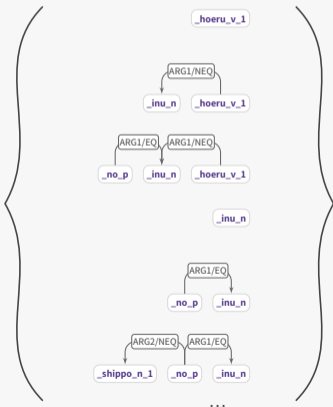 _hoeru_v_1
ARG1/NEQ
_inu_n _hoeru_v_1
ARG1/EQ ARG1/NEQ
_no_p _inu_n _hoeru_v_1
_inu_n
ARG1/EQ
_no_p _inu_n
ARG2/NEQ ARG1/EQ
_shippo_n_1 _no_p _inu_n
...